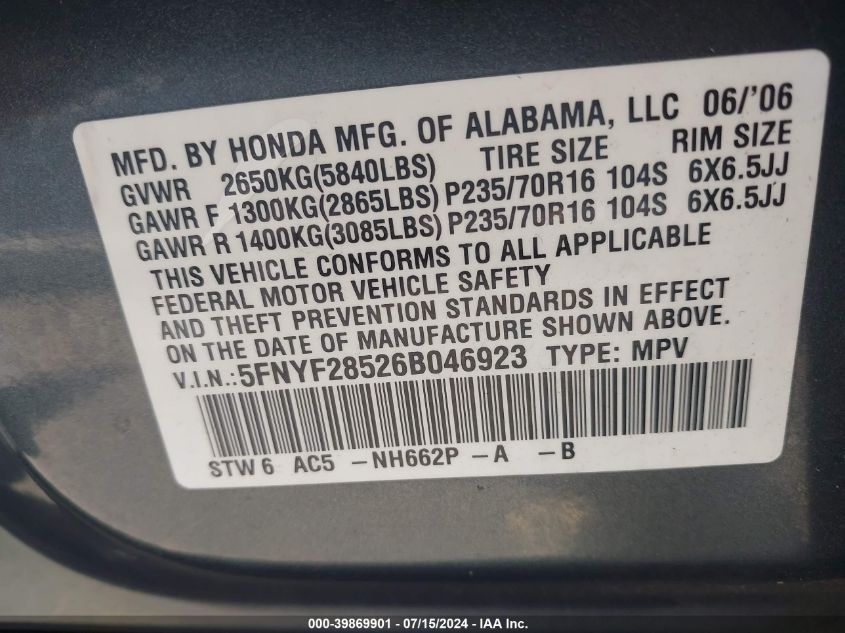 MFD. BY HONDA MFG. OF ALABAMA, LLC 06/'06
GVWR 2650KG(5840LBS) TIRE SIZE RIM SIZE
GAWR F 1300KG(2865LBS) P235/70R16 104S 6X6.5JJ
GAWR R 1400KG(3085LBS) P235/70R16 104S 6X6.5JJ
THIS VEHICLE CONFORMS TO ALL APPLICABLE
FEDERAL MOTOR VEHICLE SAFETY
AND THEFT PREVENTION STANDARDS IN EFFECT
ON THE DATE OF MANUFACTURE SHOWN ABOVE.
V.I.N.:5FNYF28526B046923 TYPE: MPV
STW 6 AC5 -NH662P -A -B
000-39869901 - 07/15/2024 - IAA Inc.